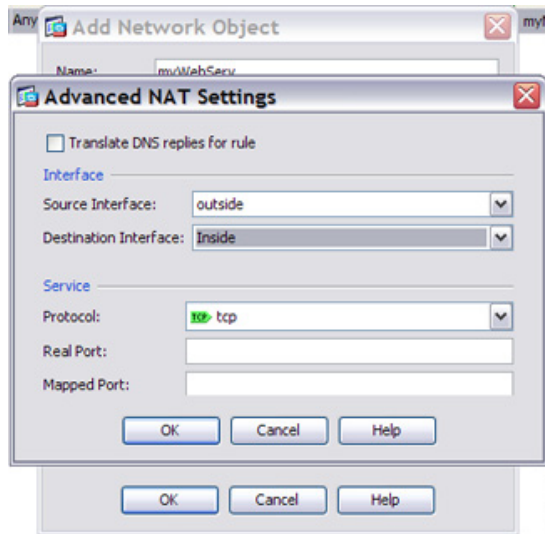 Any
Add Network Object
Name: myWebServ
Advanced NAT Settings
Translate DNS replies for rule
Interface
Source Interface: outside
Destination Interface: Inside
Service
Protocol: TCP tcp
Real Port:
Mapped Port:
OK Cancel Help
OK Cancel Help